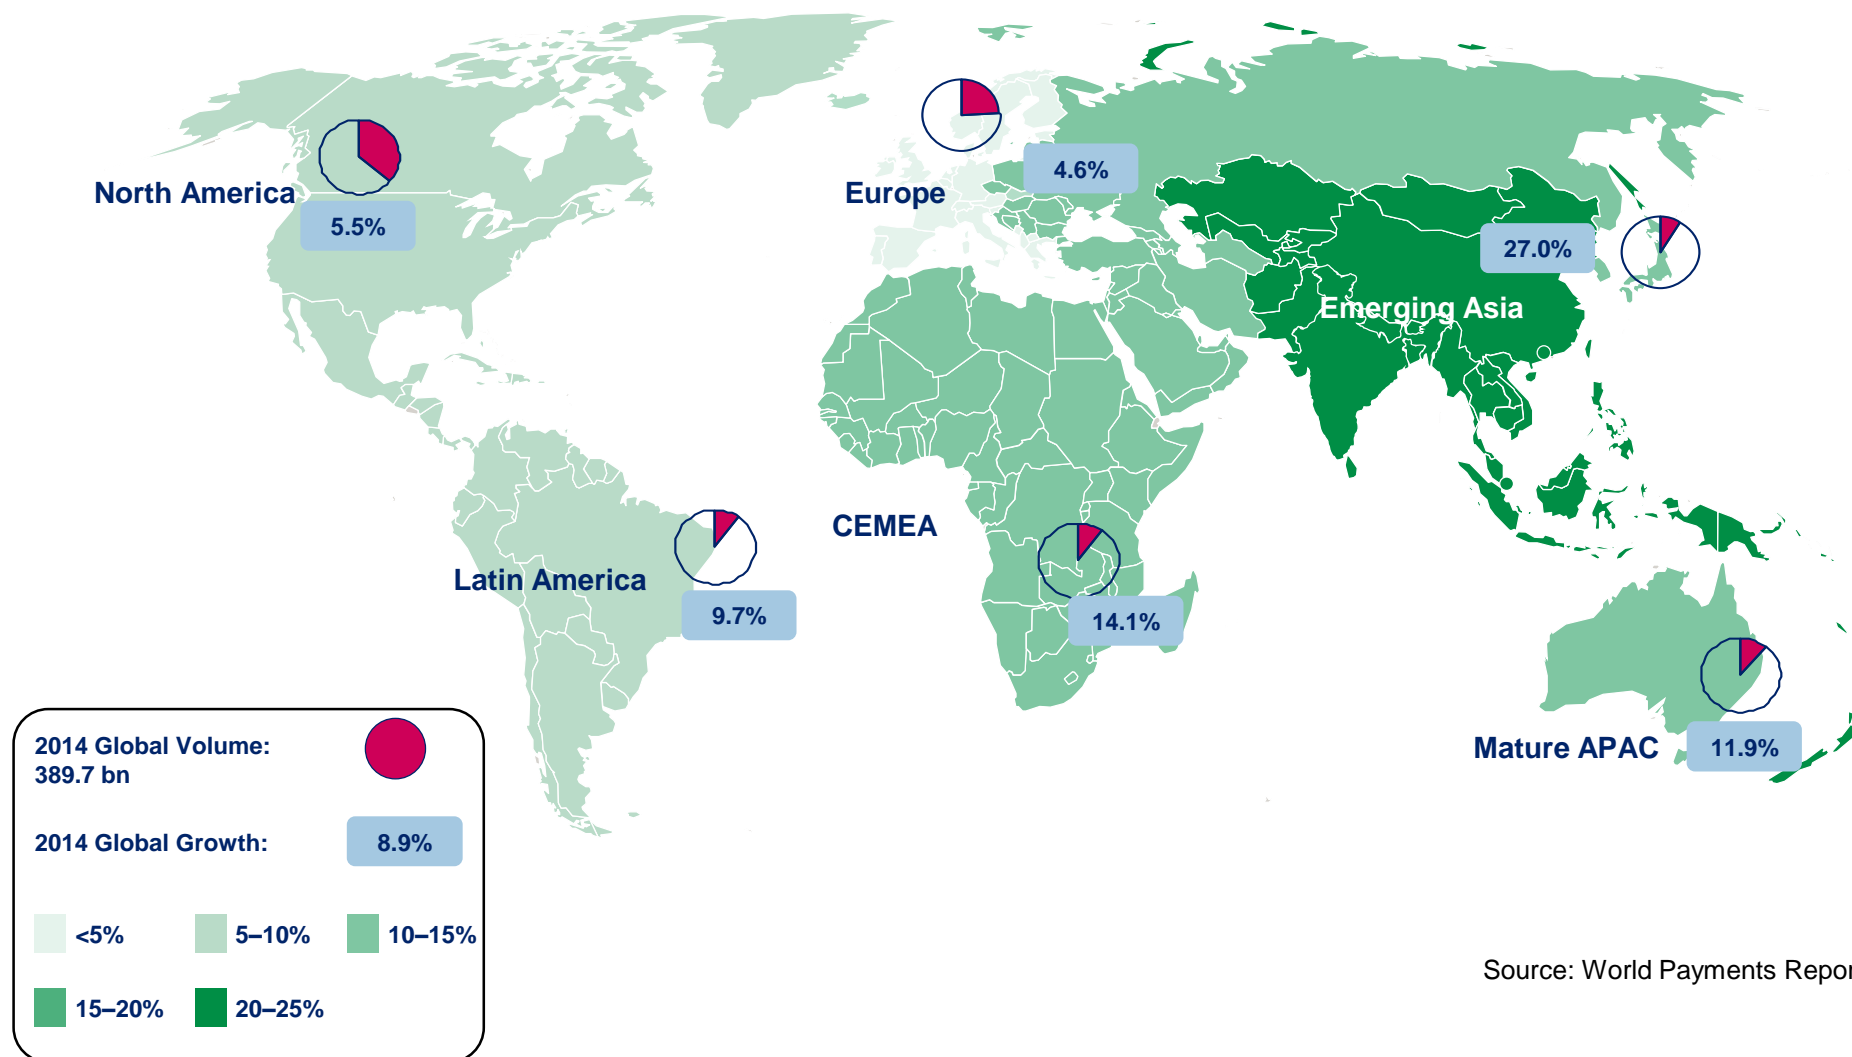 North America
5.5%
Europe
4.6%
27.0%
Emerging Asia
CEMEA
14.1%
Latin America
9.7%
Mature APAC
11.9%
2014 Global Volume:
389.7 bn
2014 Global Growth:
8.9%
<5%
5–10%
10–15%
15–20%
20–25%
Source: World Payments Repor